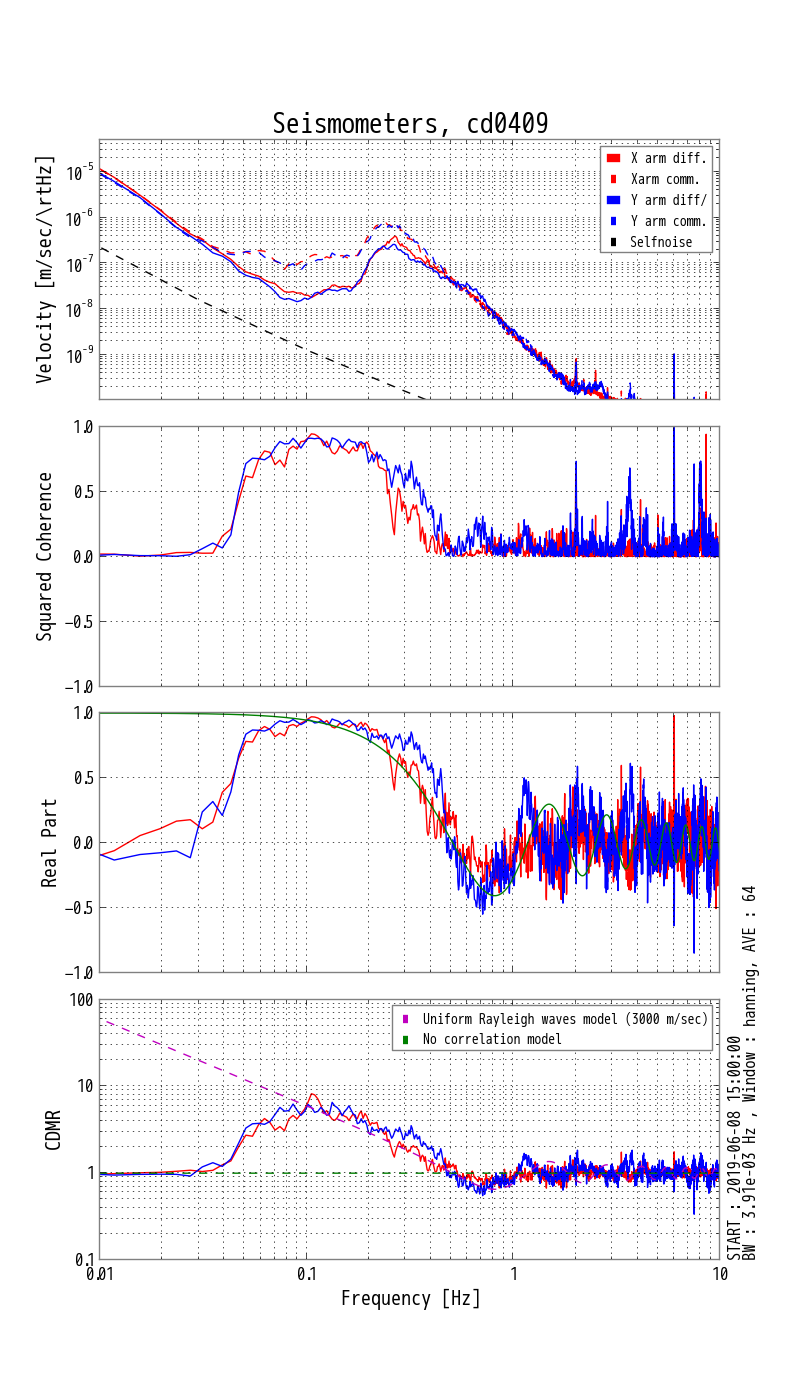 Seismometers, cd0409
Velocity [m/sec/\rtHz]
10^-5
10^-6
10^-7
10^-8
10^-9
X arm diff.
Xarm comm.
Y arm diff/
Y arm comm.
Selfnoise
Squared Coherence
1.0
0.5
0.0
−0.5
−1.0
Real Part
1.0
0.5
0.0
−0.5
−1.0
CDMR
100
10
1
0.1
Uniform Rayleigh waves model (3000 m/sec)
No correlation model
0.01
0.1
1
10
Frequency [Hz]
START : 2019-06-08 15:00:00
BW : 3.91e-03 Hz , Window : hanning, AVE : 64